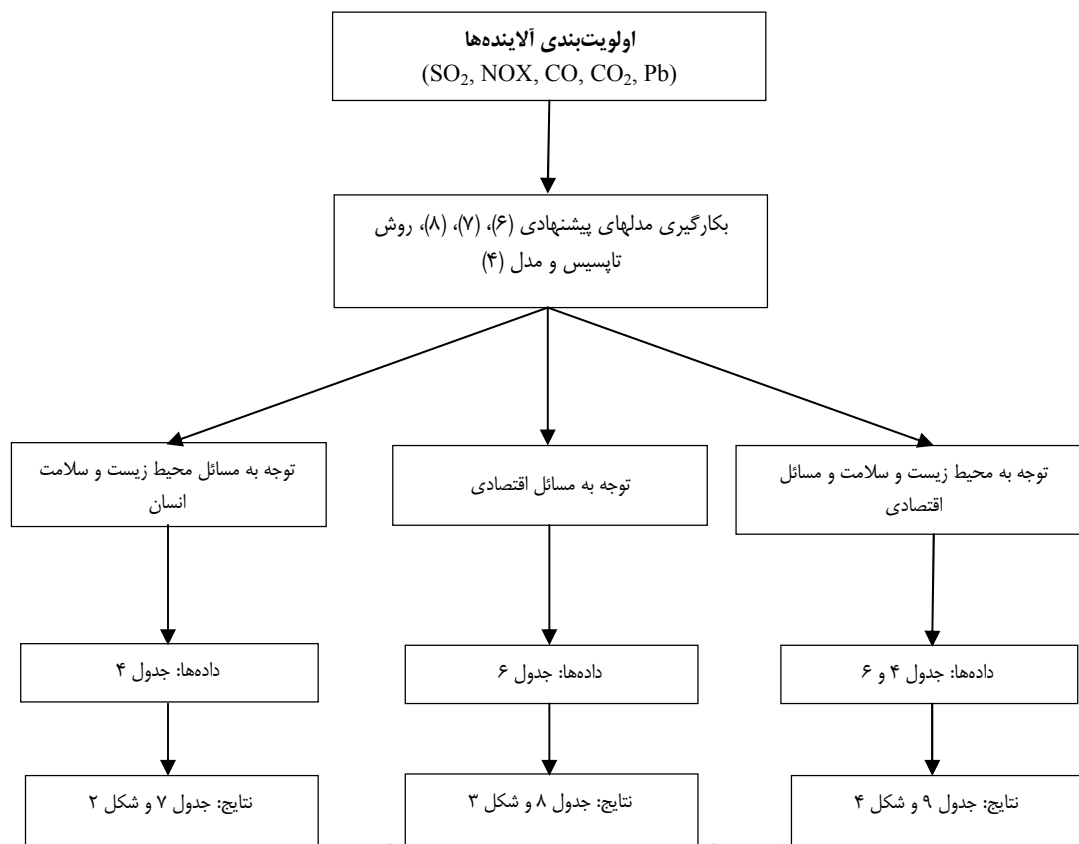 اولویت‌بندی آلاینده‌ها
(SO₂, NOX, CO, CO₂, Pb)
بکارگیری مدلهای پیشنهادی (۶)، (۷)، (۸)، روش
تاپسیس و مدل (۴)
توجه به محیط زیست و سلامت و مسائل
اقتصادی
توجه به مسائل اقتصادی
توجه به مسائل محیط زیست و سلامت
انسان
داده‌ها: جدول ۴ و ۶
داده‌ها: جدول ۶
داده‌ها: جدول ۴
نتایج: جدول ۹ و شکل ۴
نتایج: جدول ۸ و شکل ۳
نتایج: جدول ۷ و شکل ۲